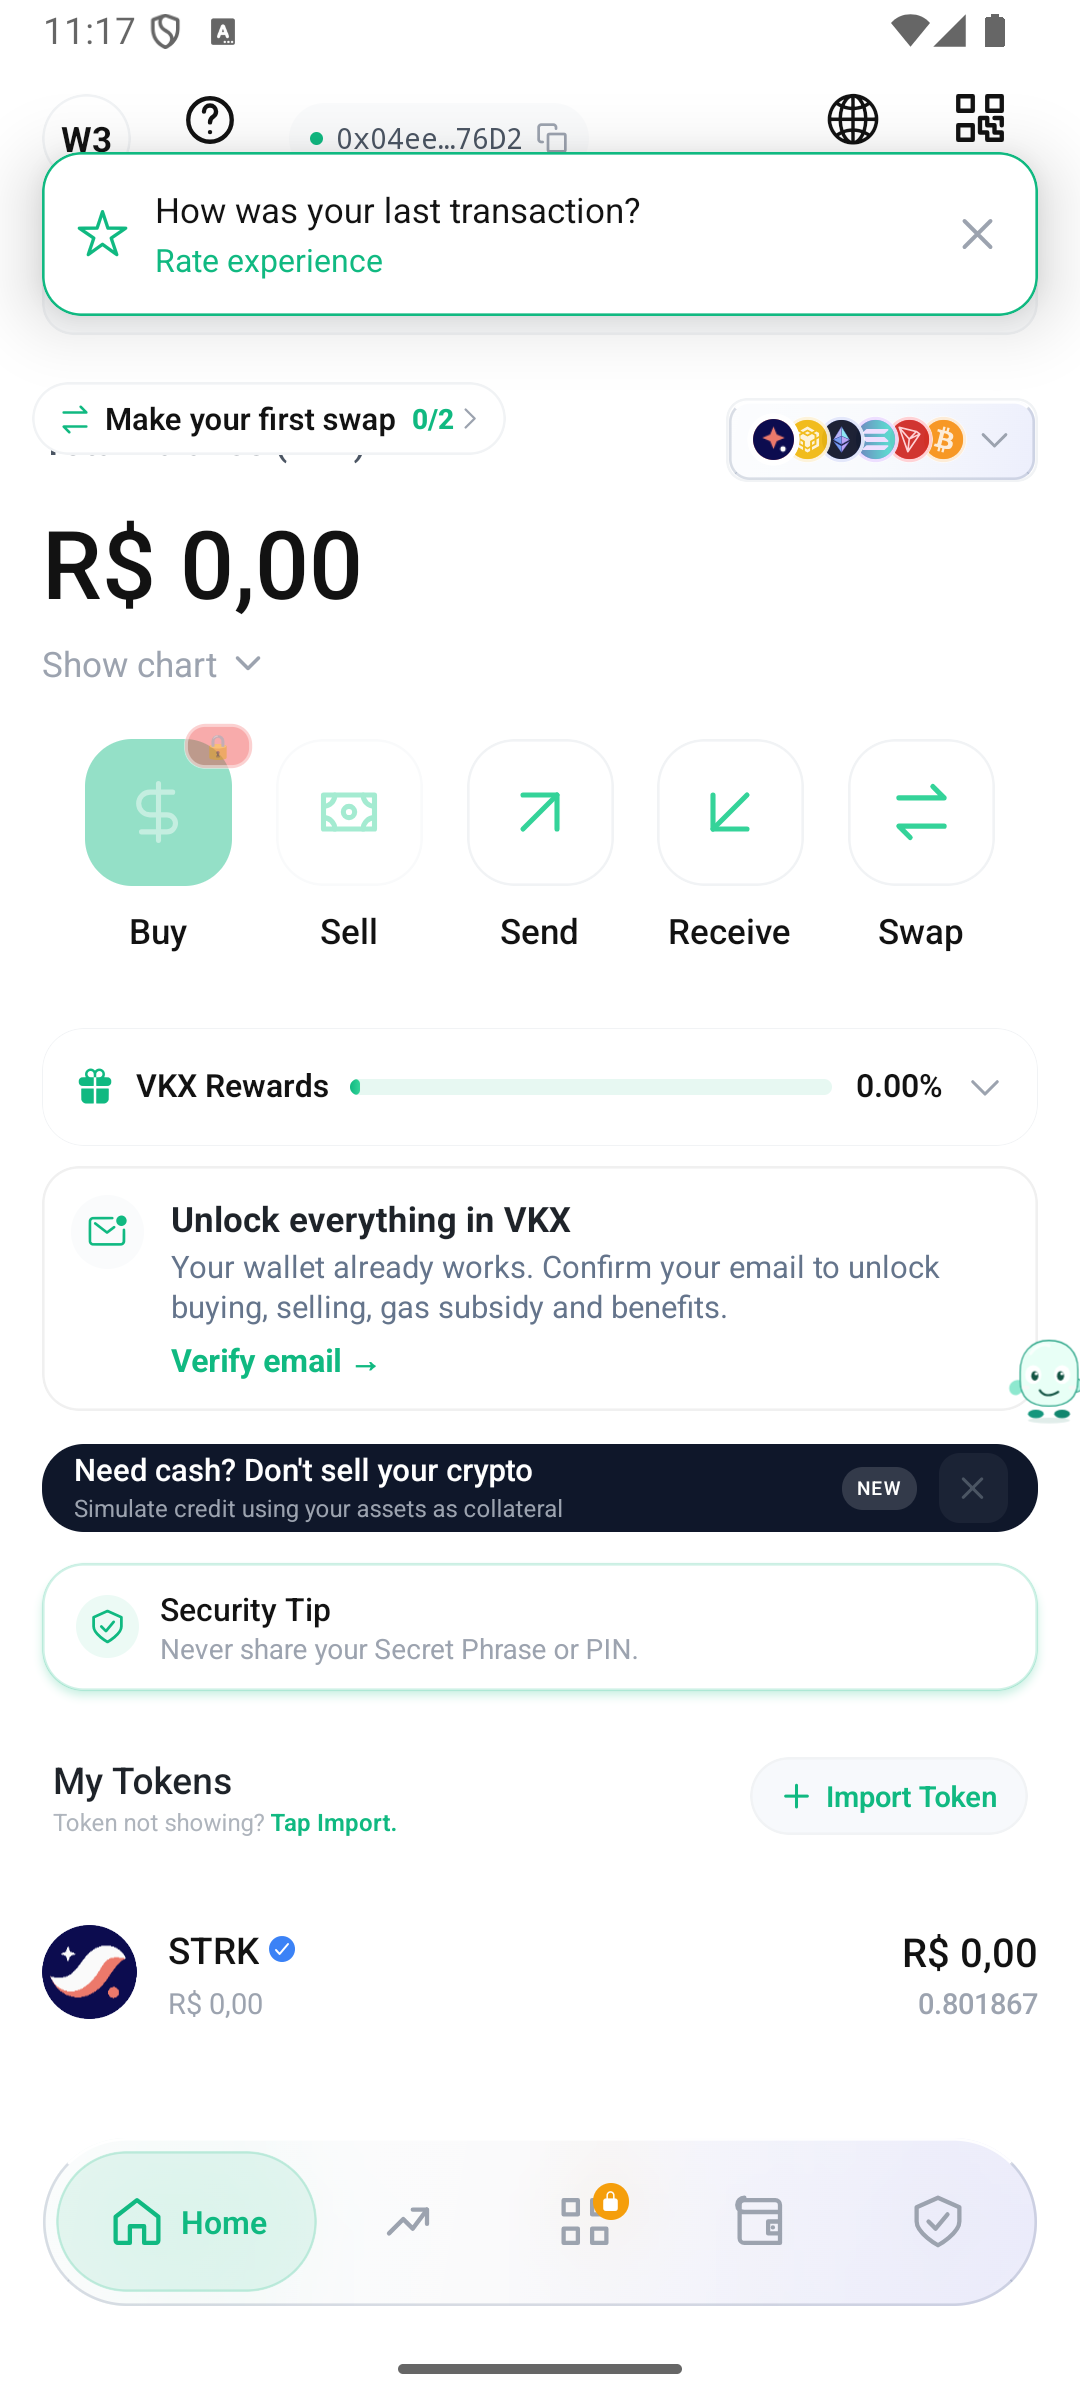 11:17
W3
0x04ee...76D2
How was your last transaction?
Rate experience
Make your first swap 0/2
R$ 0,00
Show chart
Buy
Sell
Send
Receive
Swap
VKX Rewards
0.00%
Unlock everything in VKX
Your wallet already works. Confirm your email to unlock
buying, selling, gas subsidy and benefits.
Verify email →
Need cash? Don't sell your crypto
Simulate credit using your assets as collateral
NEW
Security Tip
Never share your Secret Phrase or PIN.
My Tokens
Token not showing? Tap Import.
+ Import Token
STRK
R$ 0,00
R$ 0,00
0.801867
Home